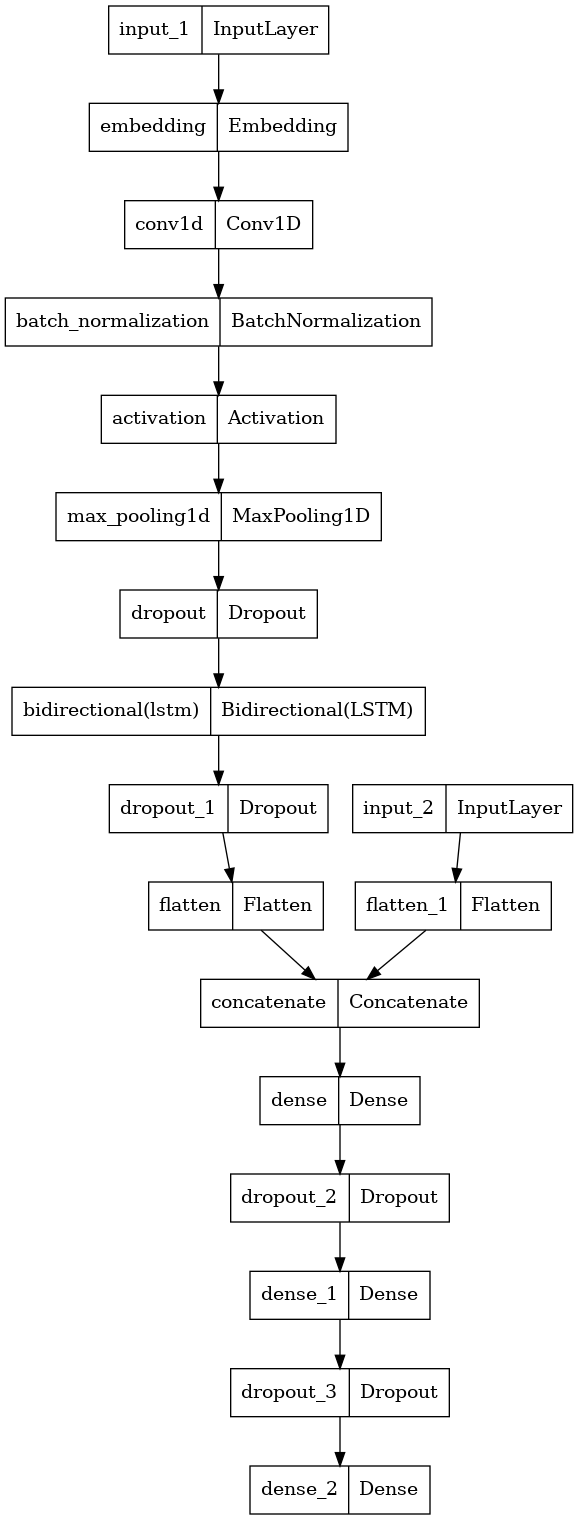 input_1 InputLayer
embedding Embedding
conv1d Conv1D
batch_normalization BatchNormalization
activation Activation
max_pooling1d MaxPooling1D
dropout Dropout
bidirectional(lstm) Bidirectional(LSTM)
dropout_1 Dropout input_2 InputLayer
flatten Flatten flatten_1 Flatten
concatenate Concatenate
dense Dense
dropout_2 Dropout
dense_1 Dense
dropout_3 Dropout
dense_2 Dense